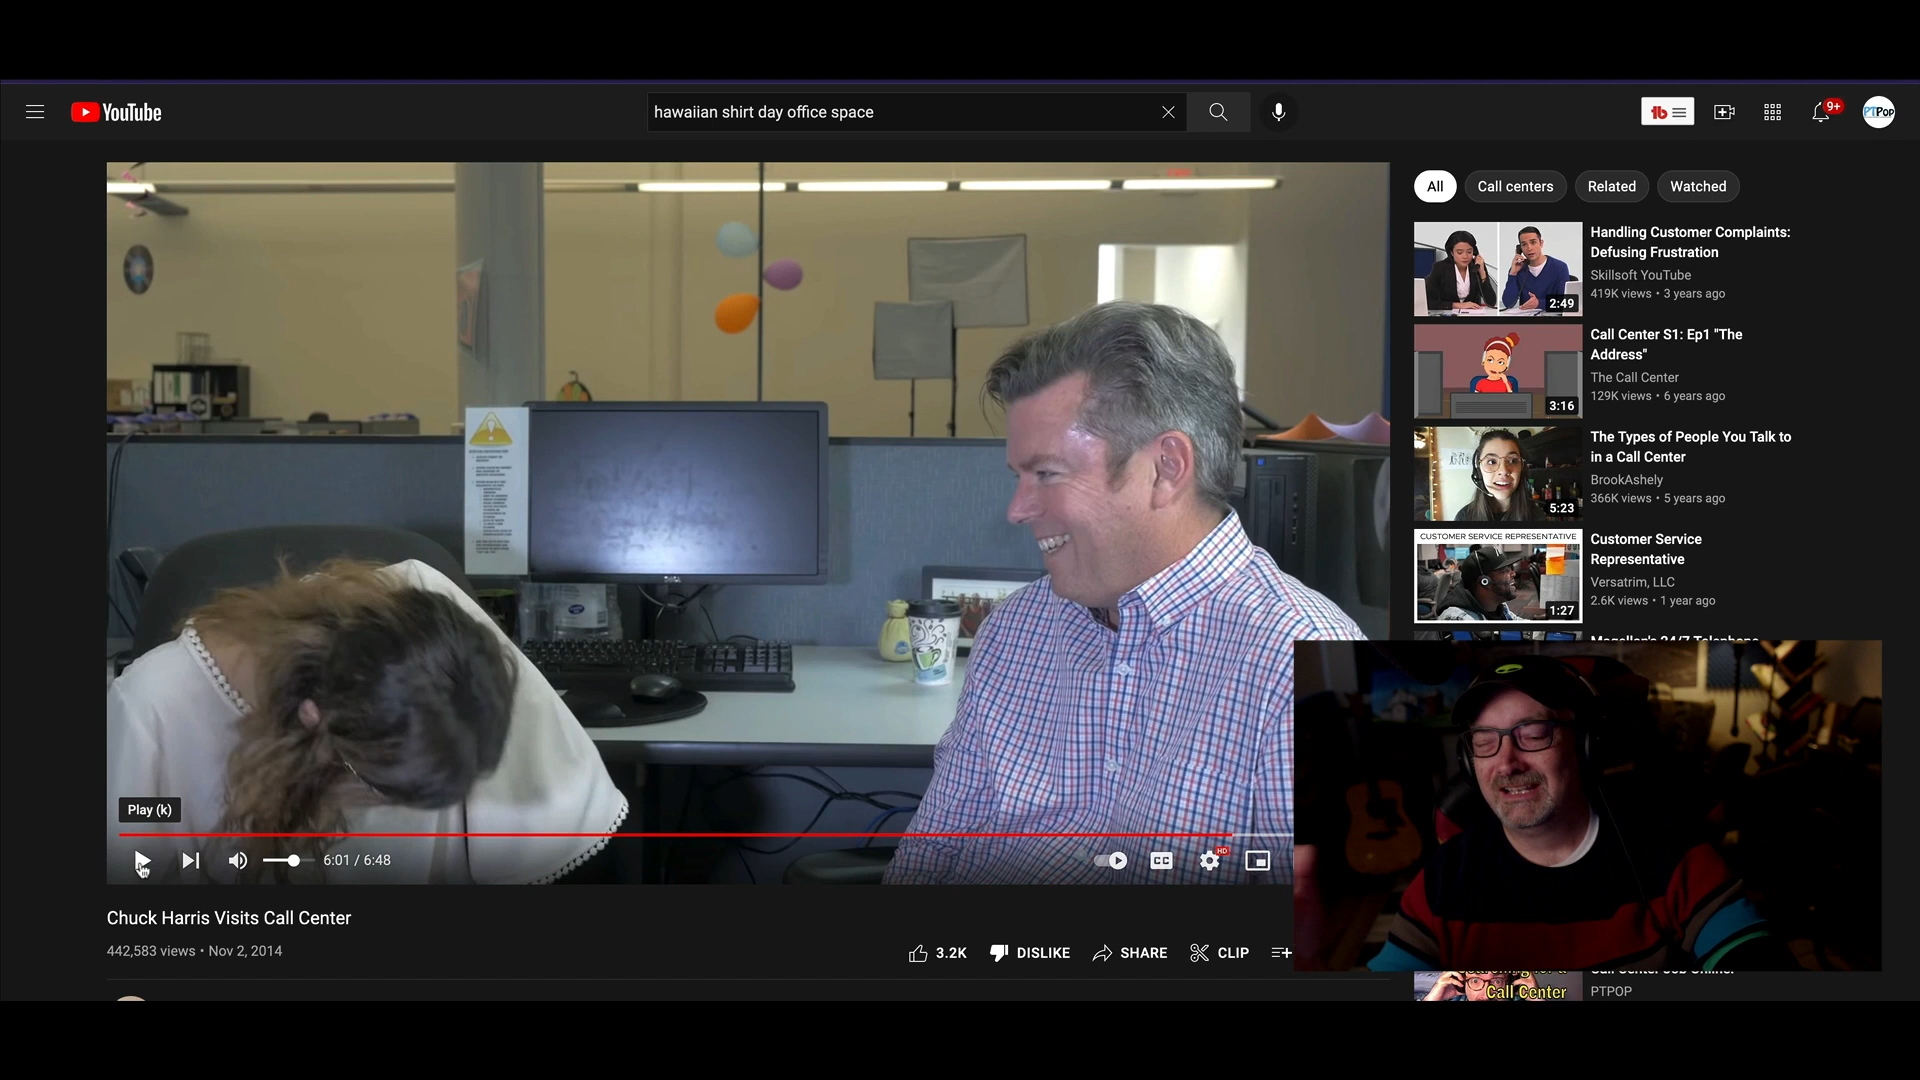 YouTube
hawaiian shirt day office space
9+
PTPOP
All
Call centers
Related
Watched
Handling Customer Complaints:
Defusing Frustration
Skillsoft YouTube
419K views • 3 years ago
2:49
Call Center S1: Ep1 "The
Address"
The Call Center
129K views • 6 years ago
3:16
The Types of People You Talk to
in a Call Center
BrookAshely
366K views • 5 years ago
5:23
CUSTOMER SERVICE REPRESENTATIVE
Customer Service
Representative
Versatrim, LLC
2.6K views • 1 year ago
1:27
Play (k)
6:01 / 6:48
CC
HD
Chuck Harris Visits Call Center
442,583 views • Nov 2, 2014
3.2K
DISLIKE
SHARE
CLIP
Call Center
PTPOP